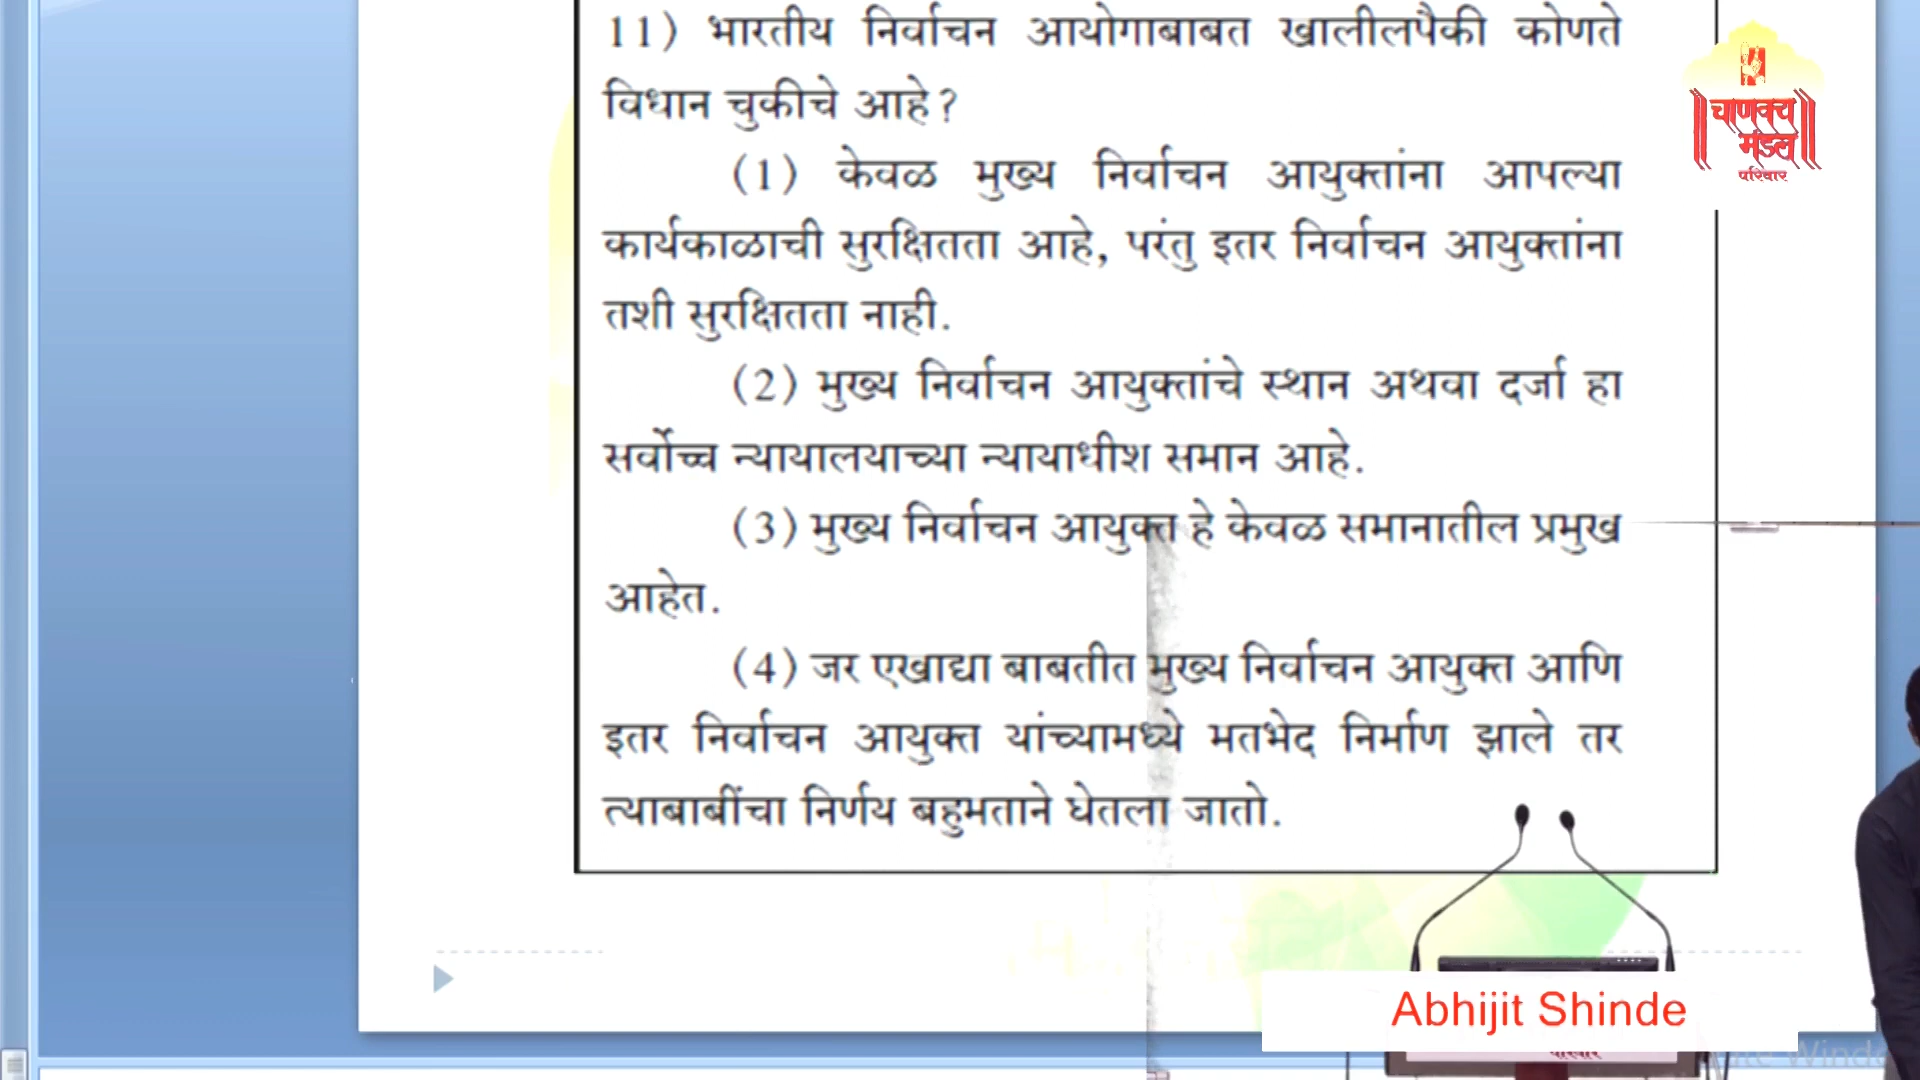 11) भारतीय निर्वाचन आयोगाबाबत खालीलपैकी कोणते
विधान चुकीचे आहे?
(1) केवळ मुख्य निर्वाचन आयुक्तांना आपल्या
कार्यकाळाची सुरक्षितता आहे, परंतु इतर निर्वाचन आयुक्तांना
तशी सुरक्षितता नाही.
(2) मुख्य निर्वाचन आयुक्तांचे स्थान अथवा दर्जा हा
सर्वोच्च न्यायालयाच्या न्यायाधीश समान आहे.
(3) मुख्य निर्वाचन आयुक्त हे केवळ समानातील प्रमुख
आहेत.
(4) जर एखाद्या बाबतीत मुख्य निर्वाचन आयुक्त आणि
इतर निर्वाचन आयुक्त यांच्यामध्ये मतभेद निर्माण झाले तर
त्याबाबींचा निर्णय बहुमताने घेतला जातो.
चाणक्य
मंडल
परिवार
Abhijit Shinde
परिवार